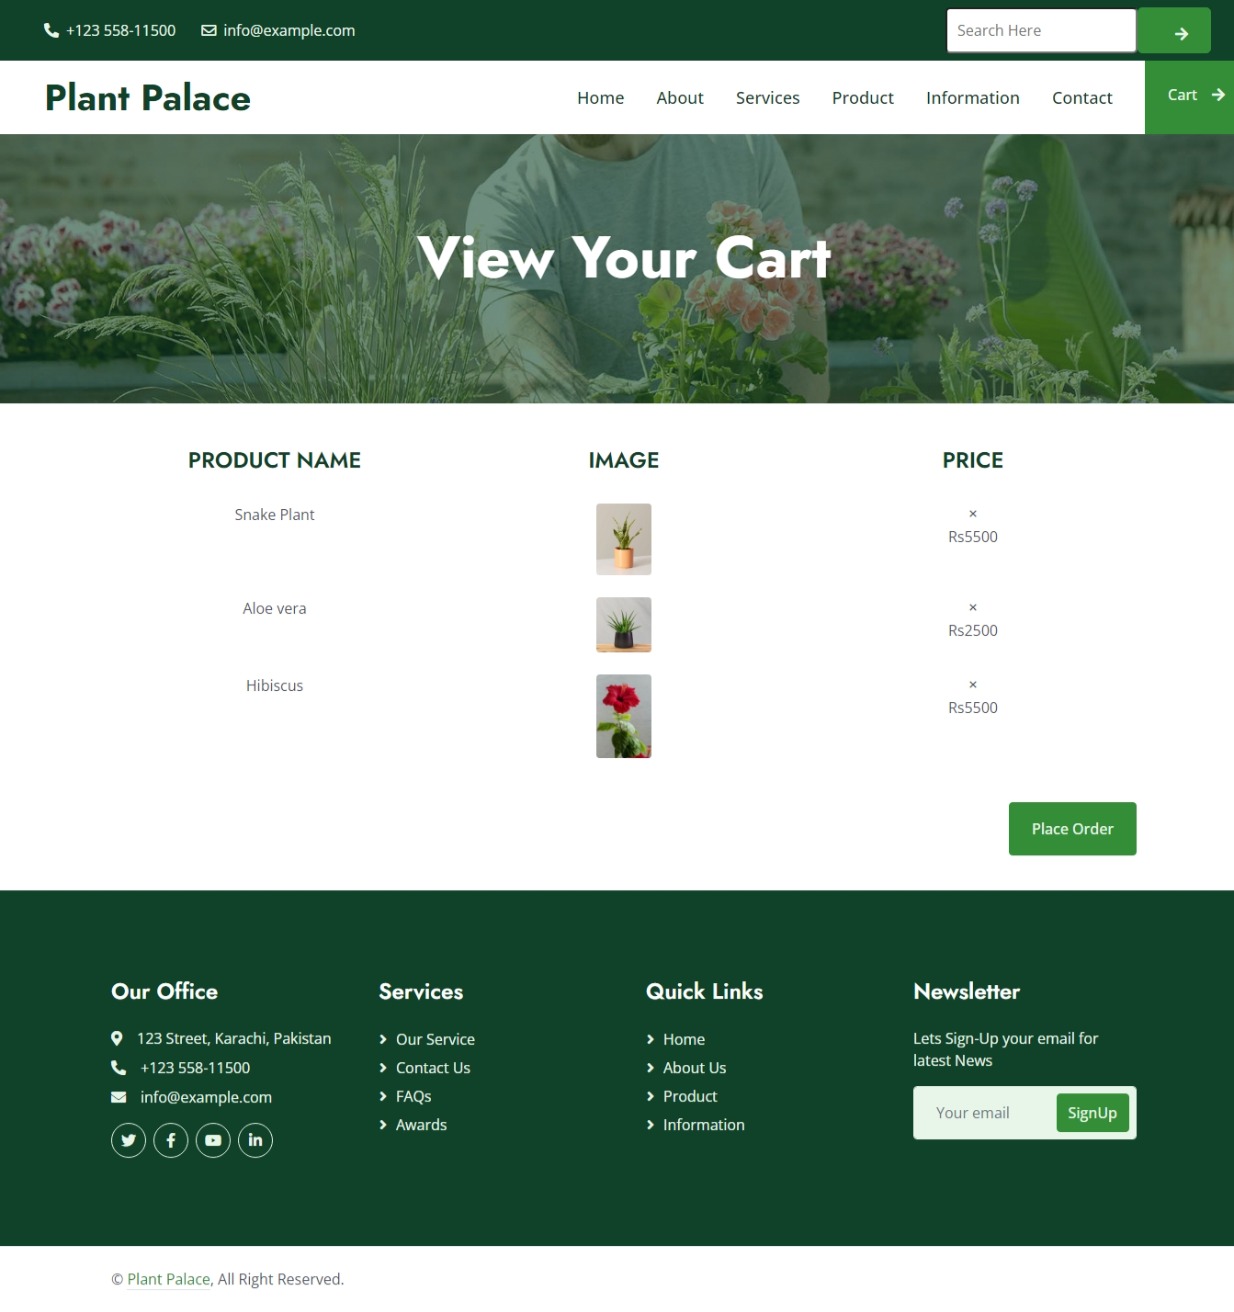 +123 558-11500 info@example.com Search Here
Plant Palace Home About Services Product Information Contact Cart
View Your Cart
PRODUCT NAME IMAGE PRICE
Snake Plant ×
Rs5500
Aloe vera ×
Rs2500
Hibiscus ×
Rs5500
Place Order
Our Office
123 Street, Karachi, Pakistan
+123 558-11500
info@example.com
Services
Our Service
Contact Us
FAQs
Awards
Quick Links
Home
About Us
Product
Information
Newsletter
Lets Sign-Up your email for
latest News
Your email SignUp
© Plant Palace, All Right Reserved.